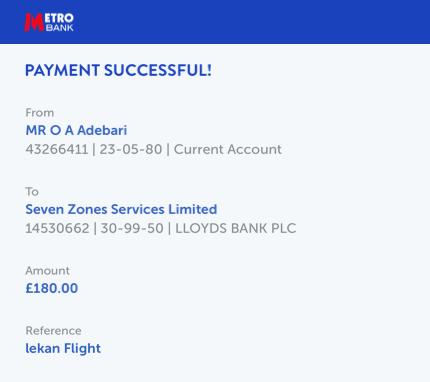 METRO
BANK
PAYMENT SUCCESSFUL!
From
MR O A Adebari
43266411 | 23-05-80 | Current Account
To
Seven Zones Services Limited
14530662 | 30-99-50 | LLOYDS BANK PLC
Amount
£180.00
Reference
lekan Flight